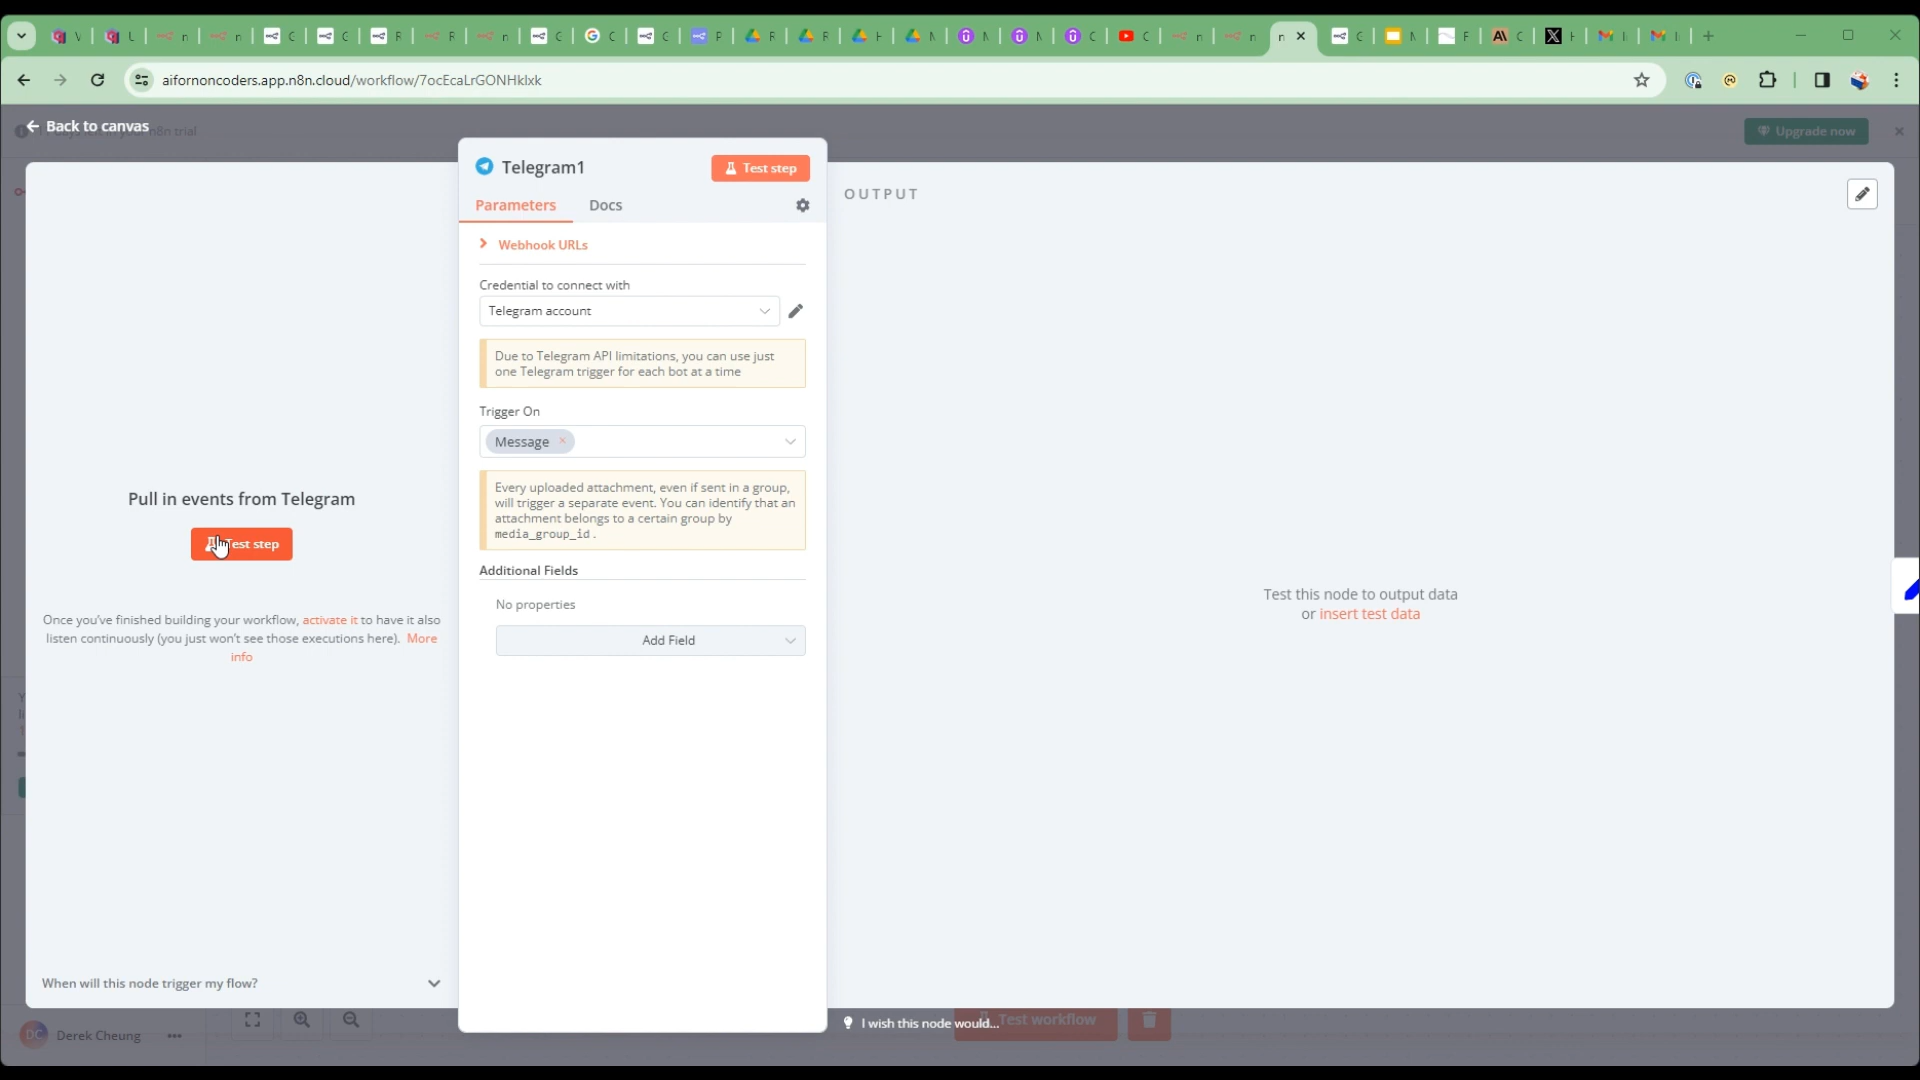 aifornoncoders.app.n8n.cloud/workflow/7ocEcaLrGONHkIxk
Back to canvas
n8n trial
Upgrade now
Telegram1
Test step
Parameters
Docs
OUTPUT
Webhook URLs
Credential to connect with
Telegram account
Due to Telegram API limitations, you can use just
one Telegram trigger for each bot at a time
Trigger On
Message
Every uploaded attachment, even if sent in a group,
will trigger a separate event. You can identify that an
attachment belongs to a certain group by
media_group_id.
Additional Fields
No properties
Add Field
Pull in events from Telegram
Test step
Once you've finished building your workflow, activate it to have it also
listen continuously (you just won't see those executions here). More
info
When will this node trigger my flow?
Test this node to output data
or insert test data
DC
Derek Cheung
I wish this node would...
Test workflow